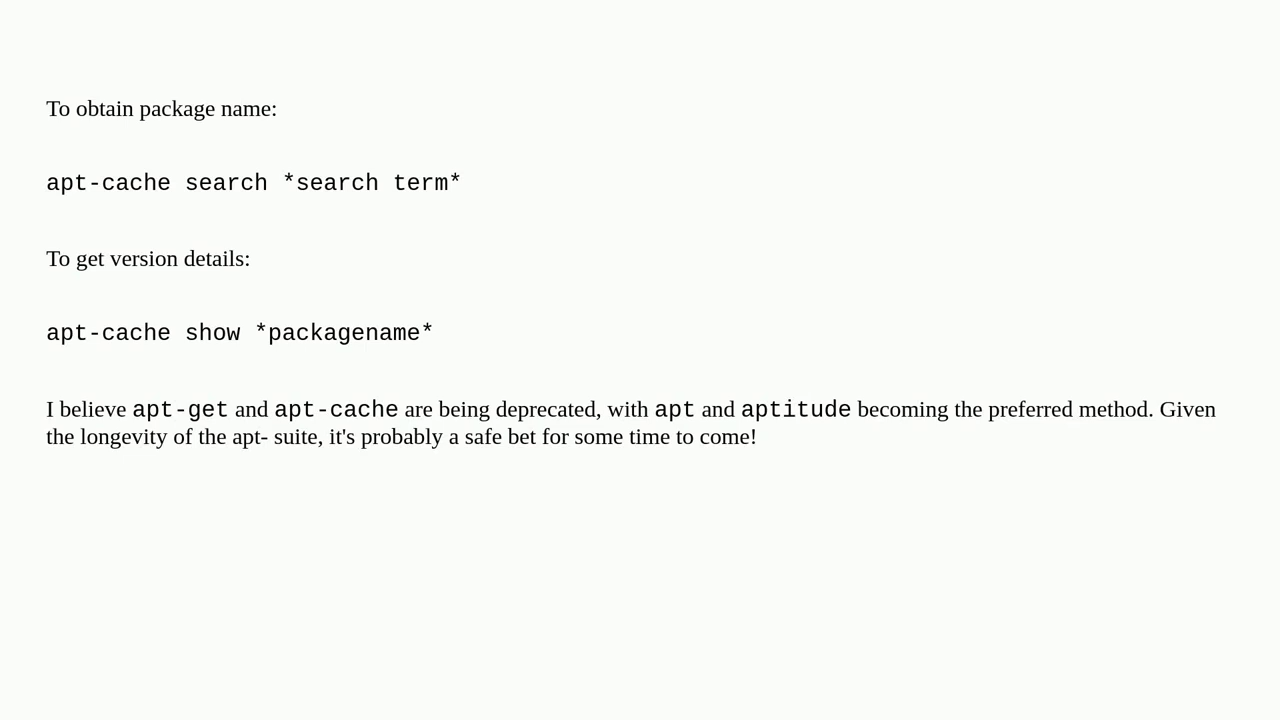 To obtain package name:
apt-cache search *search term*
To get version details:
apt-cache show *packagename*
I believe apt-get and apt-cache are being deprecated, with apt and aptitude becoming the preferred method. Given
the longevity of the apt- suite, it's probably a safe bet for some time to come!